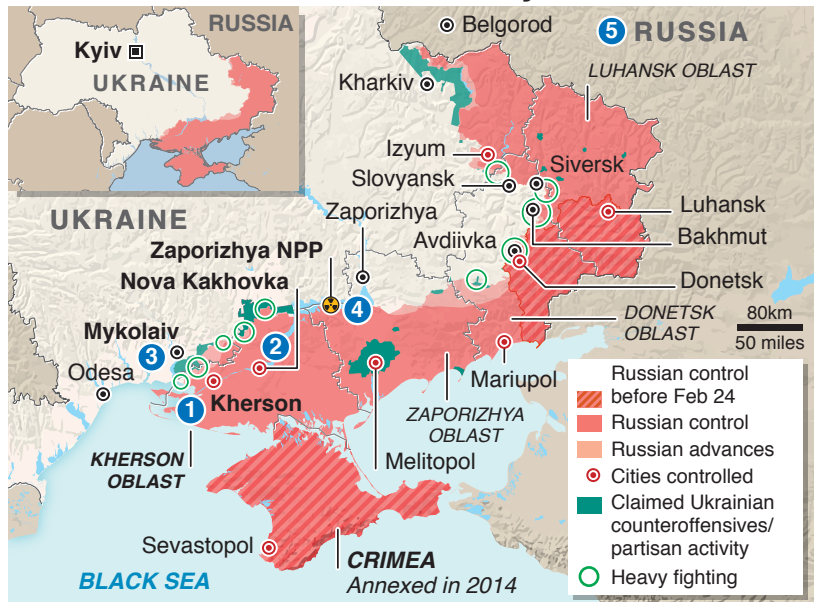 RUSSIA
Kyiv
UKRAINE
Belgorod
5 RUSSIA
LUHANSK OBLAST
Kharkiv
Izyum
Siversk
Slovyansk
UKRAINE
Zaporizhya
Luhansk
Zaporizhya NPP
Avdiivka
Bakhmut
Nova Kakhovka
Donetsk
4
DONETSK
OBLAST
80km
50 miles
Mykolaiv
2
3
Odesa
Mariupol
1
Kherson
ZAPORIZHYA
OBLAST
KHERSON
OBLAST
Melitopol
Sevastopol
CRIMEA
Annexed in 2014
BLACK SEA
Russian control
before Feb 24
Russian control
Russian advances
Cities controlled
Claimed Ukrainian
counteroffensives/
partisan activity
Heavy fighting